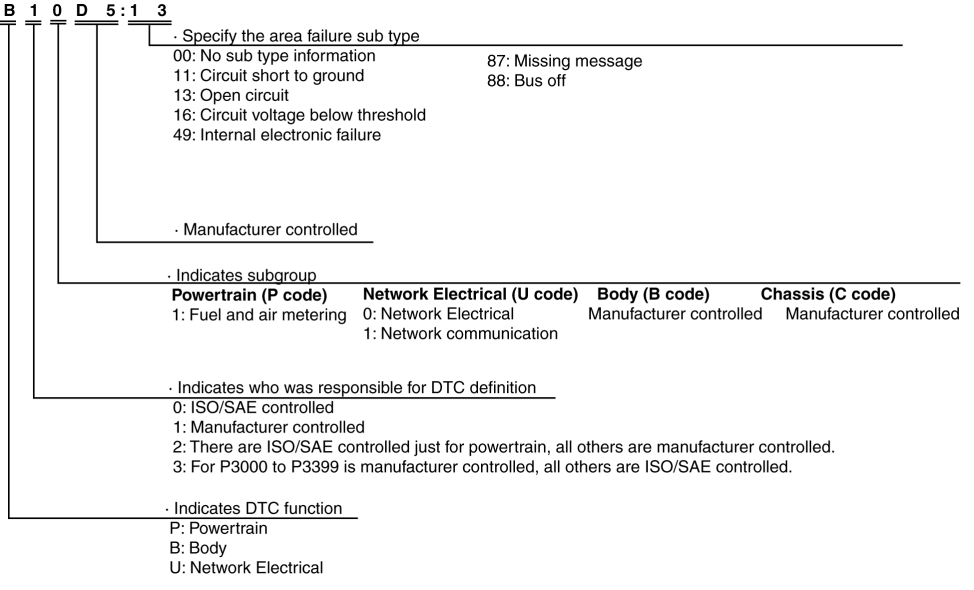 B 1 0 D 5:1 3
· Specify the area failure sub type
00: No sub type information
11: Circuit short to ground
13: Open circuit
16: Circuit voltage below threshold
49: Internal electronic failure
87: Missing message
88: Bus off
· Manufacturer controlled
· Indicates subgroup
Powertrain (P code)
1: Fuel and air metering
Network Electrical (U code)
0: Network Electrical
1: Network communication
Body (B code)
Manufacturer controlled
Chassis (C code)
Manufacturer controlled
· Indicates who was responsible for DTC definition
0: ISO/SAE controlled
1: Manufacturer controlled
2: There are ISO/SAE controlled just for powertrain, all others are manufacturer controlled.
3: For P3000 to P3399 is manufacturer controlled, all others are ISO/SAE controlled.
· Indicates DTC function
P: Powertrain
B: Body
U: Network Electrical